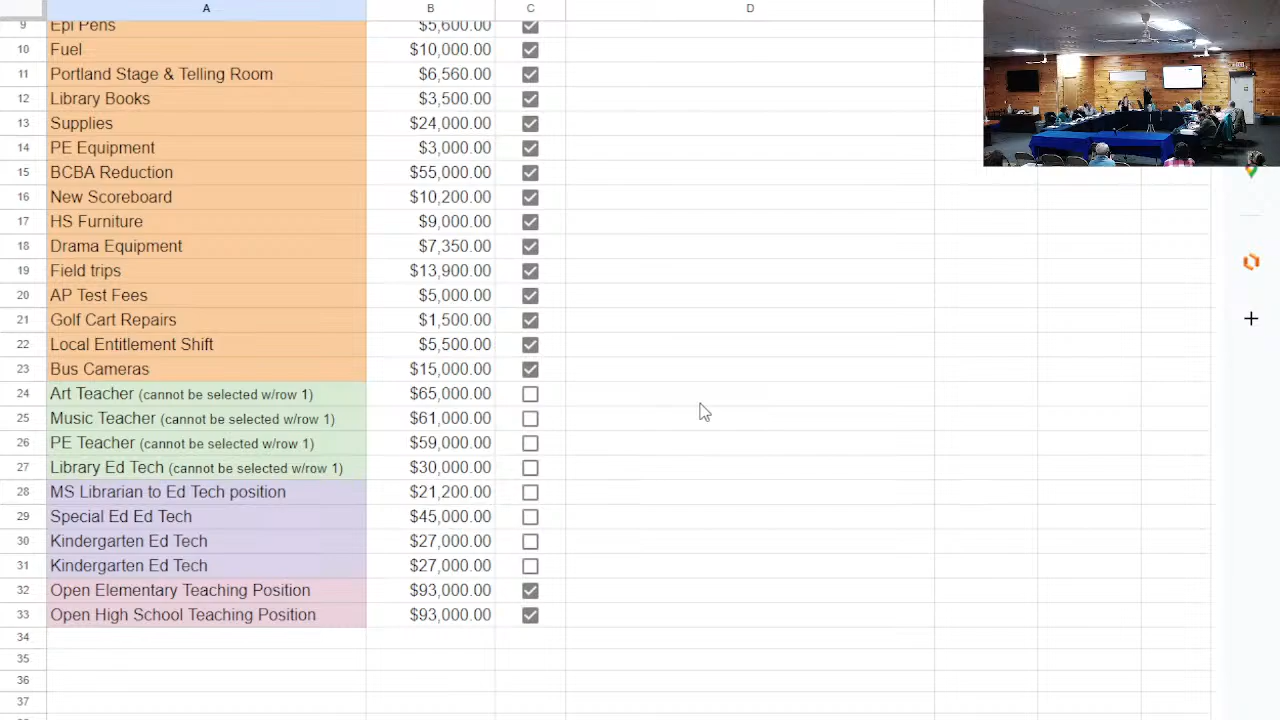 A B C D
9 Epi Pens $5,600.00
10 Fuel $10,000.00
11 Portland Stage & Telling Room $6,560.00
12 Library Books $3,500.00
13 Supplies $24,000.00
14 PE Equipment $3,000.00
15 BCBA Reduction $55,000.00
16 New Scoreboard $10,200.00
17 HS Furniture $9,000.00
18 Drama Equipment $7,350.00
19 Field trips $13,900.00
20 AP Test Fees $5,000.00
21 Golf Cart Repairs $1,500.00
22 Local Entitlement Shift $5,500.00
23 Bus Cameras $15,000.00
24 Art Teacher (cannot be selected w/row 1) $65,000.00
25 Music Teacher (cannot be selected w/row 1) $61,000.00
26 PE Teacher (cannot be selected w/row 1) $59,000.00
27 Library Ed Tech (cannot be selected w/row 1) $30,000.00
28 MS Librarian to Ed Tech position $21,200.00
29 Special Ed Ed Tech $45,000.00
30 Kindergarten Ed Tech $27,000.00
31 Kindergarten Ed Tech $27,000.00
32 Open Elementary Teaching Position $93,000.00
33 Open High School Teaching Position $93,000.00
34
35
36
37